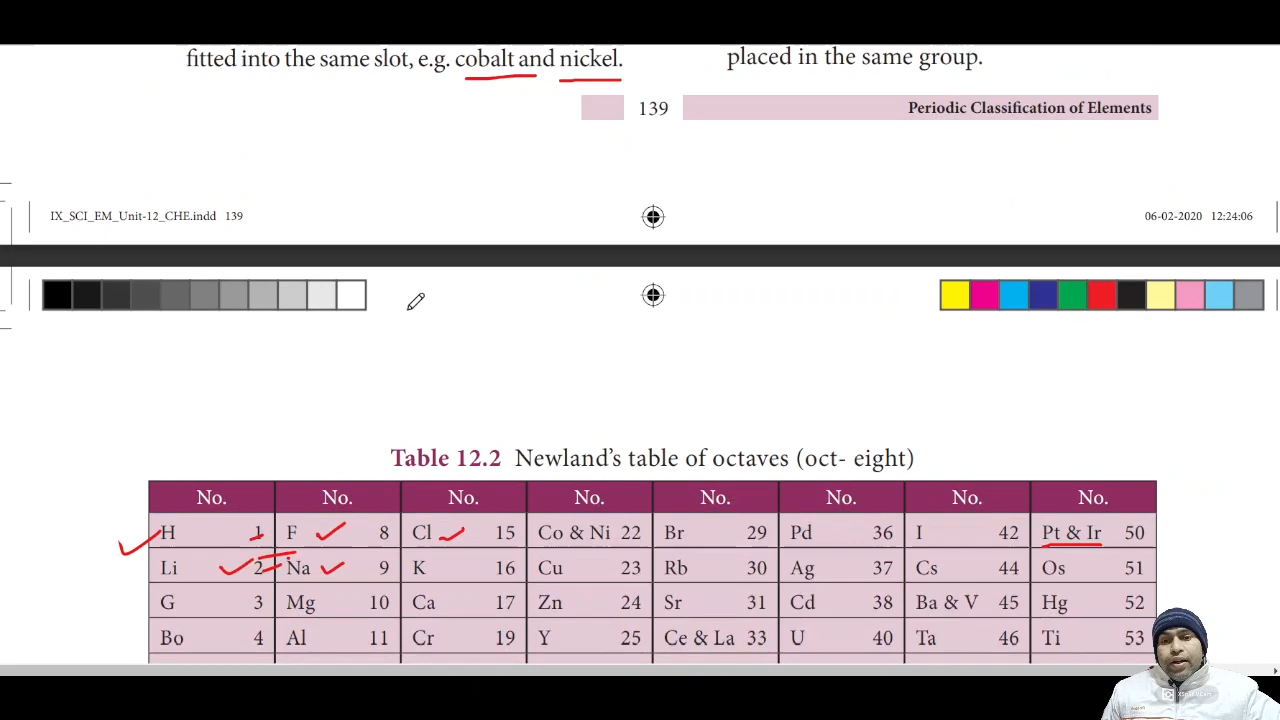 fitted into the same slot, e.g. cobalt and nickel.
placed in the same group.
139 Periodic Classification of Elements
IX_SCI_EM_Unit-12_CHE.indd 139 06-02-2020 12:24:06
Table 12.2 Newland's table of octaves (oct- eight)
No. No. No. No. No. No. No. No.
H 1 F 8 Cl 15 Co & Ni 22 Br 29 Pd 36 I 42 Pt & Ir 50
Li 2 Na 9 K 16 Cu 23 Rb 30 Ag 37 Cs 44 Os 51
G 3 Mg 10 Ca 17 Zn 24 Sr 31 Cd 38 Ba & V 45 Hg 52
Bo 4 Al 11 Cr 19 Y 25 Ce & La 33 U 40 Ta 46 Ti 53